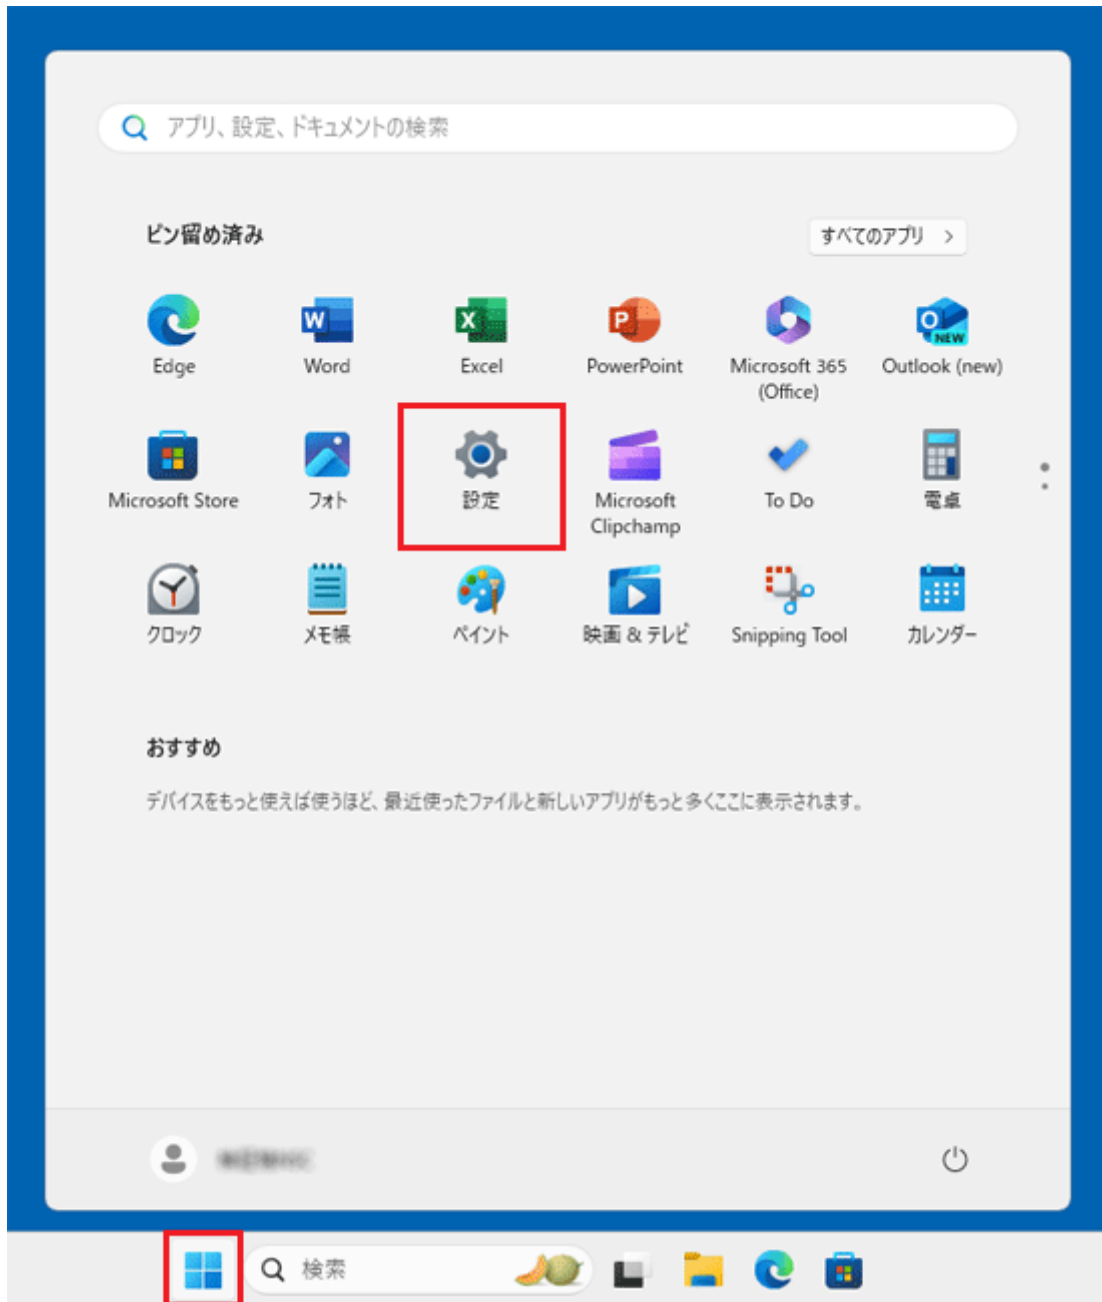 アプリ、設定、ドキュメントの検索
ピン留め済み
すべてのアプリ >
Edge
Word
Excel
PowerPoint
Microsoft 365
(Office)
Outlook (new)
Microsoft Store
フォト
設定
Microsoft
Clipchamp
To Do
電卓
クロック
メモ帳
ペイント
映画 & テレビ
Snipping Tool
カレンダー
おすすめ
デバイスをもっと使えば使うほど、最近使ったファイルと新しいアプリがもっと多くここに表示されます。
検索